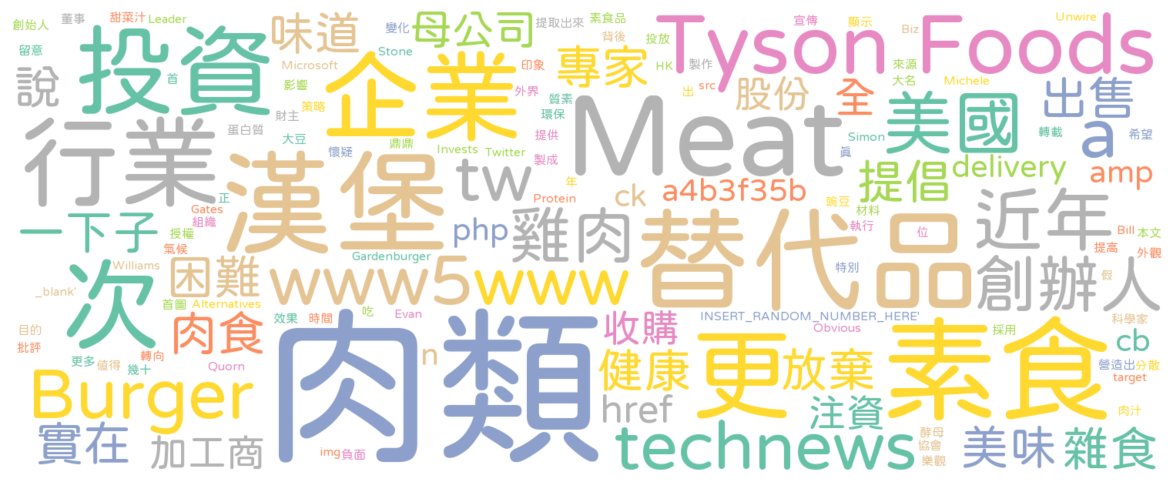 創始人
董事
甜菜汁
Leader
味道
變化
母公司
提取出來
素食品
背後
投放
HK
Tyson Foods
宣傳
顯示
Biz
Unwire
留意
說
首
投資
Microsoft
影響
策略
財主
Stone
企業
印象
外界
專家
質素
環保
製作
src
出
股份
全
來源
大名
美國
Michele
出售
行業
蛋白質
大豆
懷疑
鼎鼎
Invests
Twitter
提供
製成
Meat
眞
Simon
轉載
a
希望
漢堡
tw
年
Protein
ck
a4b3f35b
提倡
delivery
amp
豌豆
材料
執行
位
正
Gates
組織
授權
氣候
一下子
php
雞肉
替代品
近年
Bill
本文
提高
外觀
假
Gardenburger
特別
Williams
_blank'
次
困難
www5
www
創辦人
首圖
Alternatives
肉食
效果
時間
吃
Evan
收購
INSERT_RANDOM_NUMBER_HERE'
Obvious
採用
科學家
cb
目的
批評
更多
值得
轉向
幾十
Quorn
肉類
n
健康
更
放棄
素食
營造出
分散
target
肉汁
Burger
href
注資
實在
加工商
img
負面
technews
酵母
協會
樂觀
美味
雜食